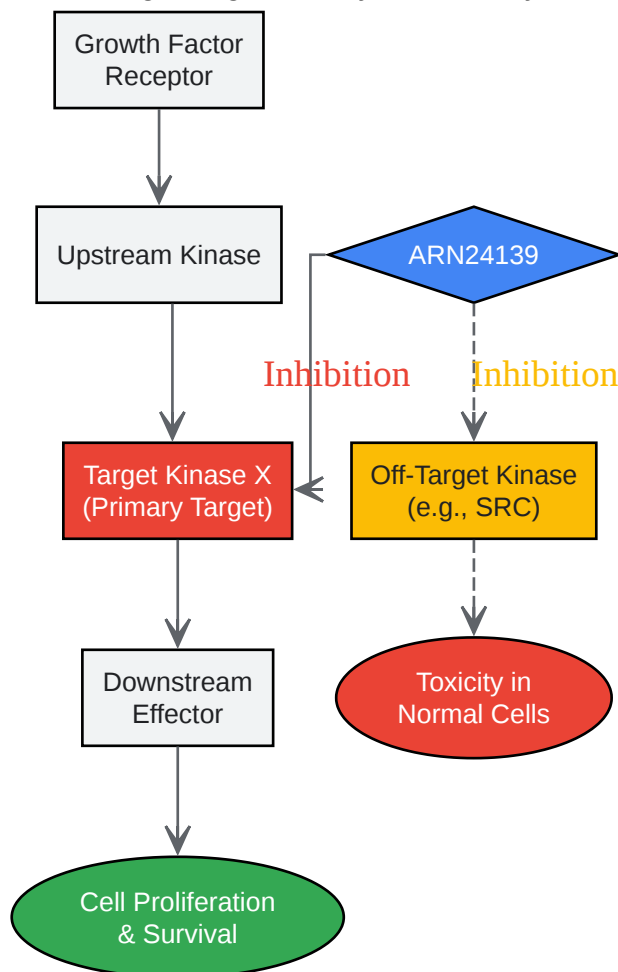 Growth Factor
Receptor
Upstream Kinase
ARN24139
Inhibition
Inhibition
Target Kinase X
(Primary Target)
Off-Target Kinase
(e.g., SRC)
Downstream
Effector
Toxicity in
Normal Cells
Cell Proliferation
& Survival